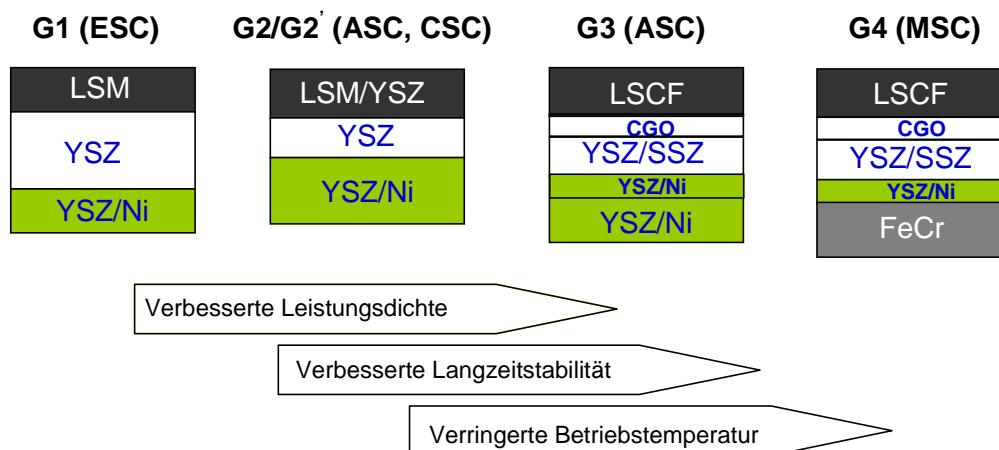 G1 (ESC)
G2/G2’ (ASC, CSC)
G3 (ASC)
G4 (MSC)
LSM
YSZ
YSZ/Ni
LSM/YSZ
YSZ
YSZ/Ni
LSCF
CGO
YSZ/SSZ
YSZ/Ni
YSZ/Ni
LSCF
CGO
YSZ/SSZ
YSZ/Ni
FeCr
Verbesserte Leistungsdichte
Verbesserte Langzeitstabilität
Verringerte Betriebstemperatur